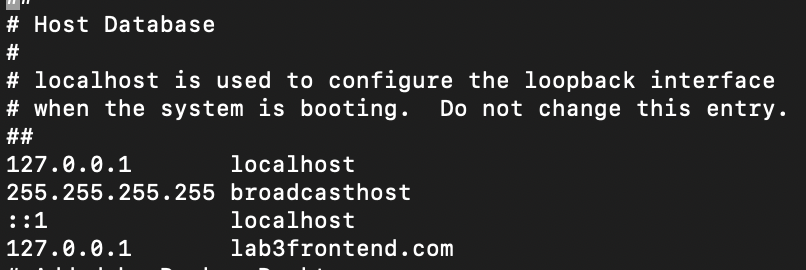 ##
# Host Database
#
# localhost is used to configure the loopback interface
# when the system is booting.  Do not change this entry.
##
127.0.0.1       localhost
255.255.255.255 broadcasthost
::1             localhost
127.0.0.1       lab3frontend.com